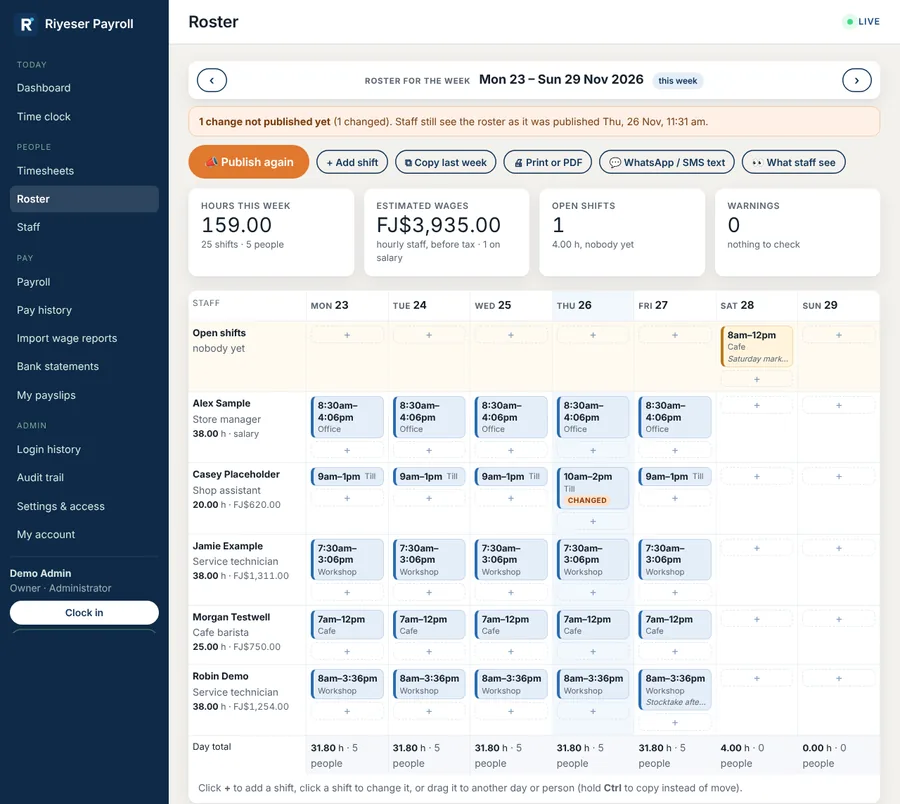 Riyeser Payroll
TODAY
Dashboard
Time clock
PEOPLE
Timesheets
Roster
Staff
PAY
Payroll
Pay history
Import wage reports
Bank statements
My payslips
ADMIN
Login history
Audit trail
Settings & access
My account
Demo Admin
Owner · Administrator
Clock in
Roster
LIVE
‹
ROSTER FOR THE WEEK Mon 23 – Sun 29 Nov 2026 this week
›
1 change not published yet (1 changed). Staff still see the roster as it was published Thu, 26 Nov, 11:31 am.
📣 Publish again
+ Add shift
⧉ Copy last week
🖨 Print or PDF
💬 WhatsApp / SMS text
👀 What staff see
HOURS THIS WEEK
159.00
25 shifts · 5 people
ESTIMATED WAGES
FJ$3,935.00
hourly staff, before tax · 1 on
salary
OPEN SHIFTS
1
4.00 h, nobody yet
WARNINGS
0
nothing to check
STAFF MON 23 TUE 24 WED 25 THU 26 FRI 27 SAT 28 SUN 29
Open shifts
nobody yet
+ + + + + +
8am–12pm
Cafe
Saturday mark...
+
Alex Sample
Store manager
38.00 h · salary
8:30am– 8:30am– 8:30am– 8:30am– 8:30am–
4:06pm 4:06pm 4:06pm 4:06pm 4:06pm
Office Office Office Office Office
+ + + + + + +
Casey Placeholder
Shop assistant
20.00 h · FJ$620.00
9am–1pm Till 9am–1pm Till 9am–1pm Till 10am–2pm 9am–1pm Till
Till
CHANGED
+ + + + + + +
Jamie Example
Service technician
38.00 h · FJ$1,311.00
7:30am– 7:30am– 7:30am– 7:30am– 7:30am–
3:06pm 3:06pm 3:06pm 3:06pm 3:06pm
Workshop Workshop Workshop Workshop Workshop
+ + + + + + +
Morgan Testwell
Cafe barista
25.00 h · FJ$750.00
7am–12pm 7am–12pm 7am–12pm 7am–12pm 7am–12pm
Cafe Cafe Cafe Cafe Cafe
+ + + + + + +
Robin Demo
Service technician
38.00 h · FJ$1,254.00
8am–3:36pm 8am–3:36pm 8am–3:36pm 8am–3:36pm 8am–3:36pm
Workshop Workshop Workshop Workshop Workshop
Stocktake afte...
+ + + + + + +
Day total 31.80 h · 5 31.80 h · 5 31.80 h · 5 31.80 h · 5 31.80 h · 5 4.00 h · 0 0.00 h · 0
people people people people people people people
Click + to add a shift, click a shift to change it, or drag it to another day or person (hold Ctrl to copy instead of move).